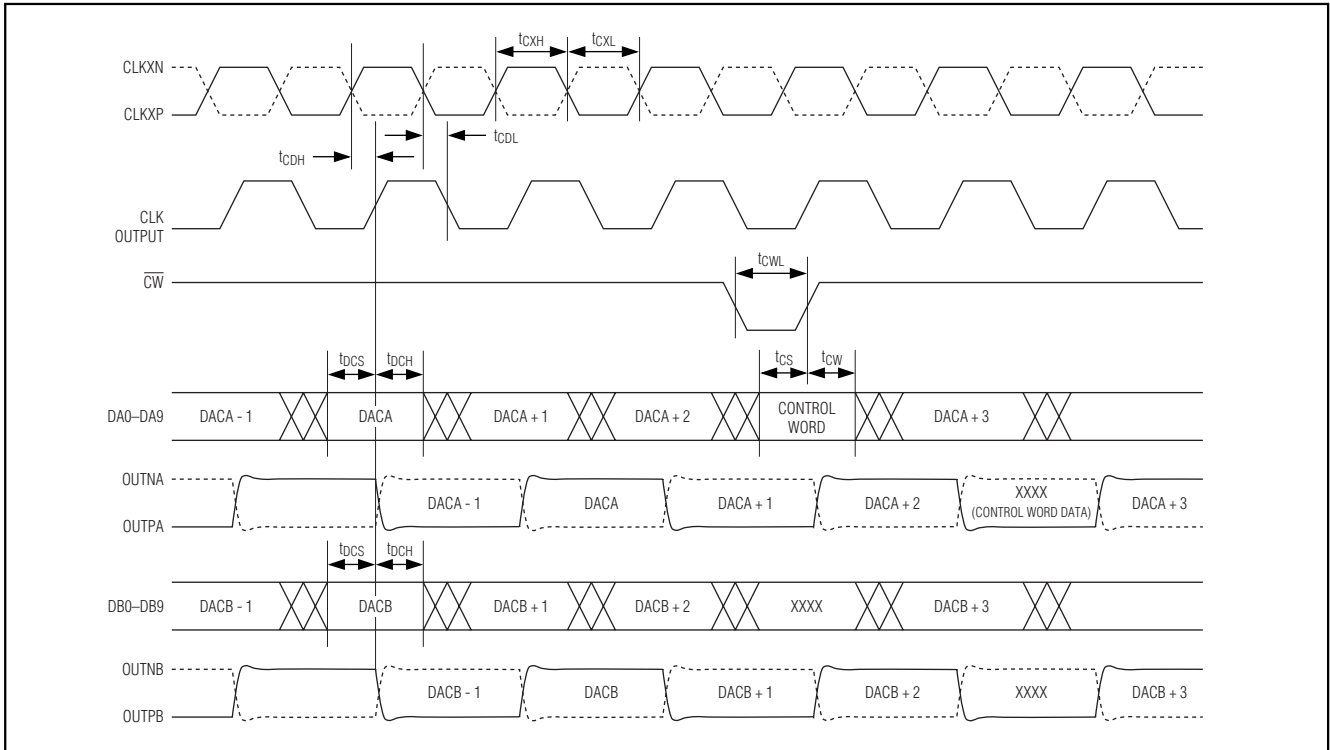 tCXH tCXL
CLKXN
CLKXP
tCDL
tCDH
CLK
OUTPUT
tCWL
CW
tDCS tDCH tCS tCW
DA0–DA9 DACA - 1 DACA DACA + 1 DACA + 2 CONTROL WORD DACA + 3
OUTNA
OUTPA
DACA - 1 DACA DACA + 1 DACA + 2 XXXX (CONTROL WORD DATA) DACA + 3
tDCS tDCH
DB0–DB9 DACB - 1 DACB DACB + 1 DACB + 2 XXXX DACB + 3
OUTNB
OUTPB
DACB - 1 DACB DACB + 1 DACB + 2 XXXX DACB + 3